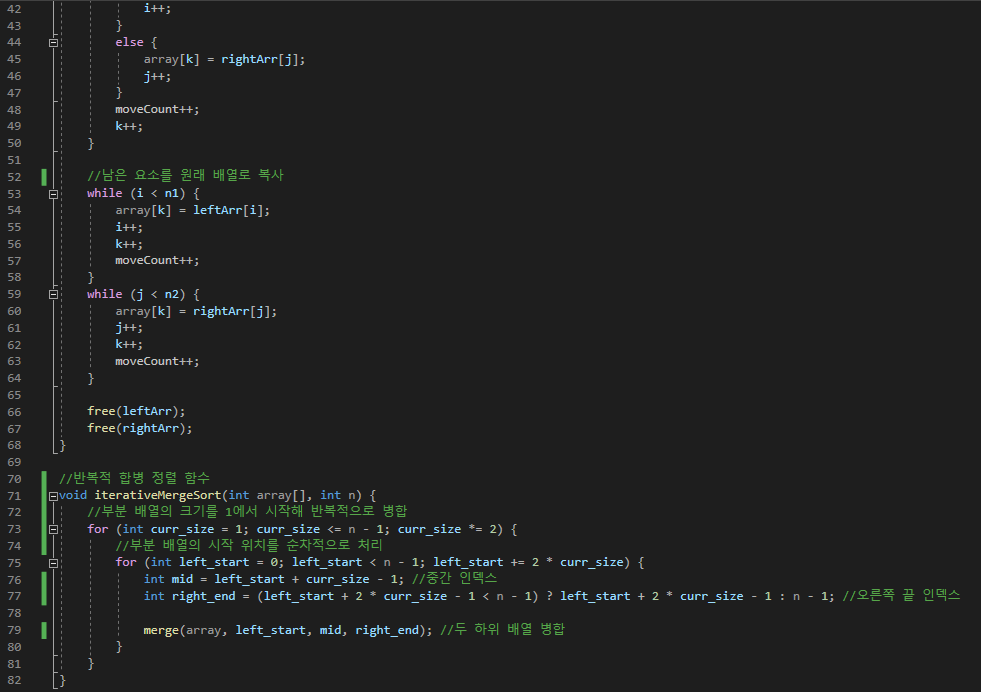 42 i++;
43 }
44 else {
45 array[k] = rightArr[j];
46 j++;
47 }
48 moveCount++;
49 k++;
50 }
51
52 //남은 요소를 원래 배열로 복사
53 while (i < n1) {
54 array[k] = leftArr[i];
55 i++;
56 k++;
57 moveCount++;
58 }
59 while (j < n2) {
60 array[k] = rightArr[j];
61 j++;
62 k++;
63 moveCount++;
64 }
65
66 free(leftArr);
67 free(rightArr);
68 }
69
70 //반복적 합병 정렬 함수
71 void iterativeMergeSort(int array[], int n) {
72 //부분 배열의 크기를 1에서 시작해 반복적으로 병합
73 for (int curr_size = 1; curr_size <= n - 1; curr_size *= 2) {
74 //부분 배열의 시작 위치를 순차적으로 처리
75 for (int left_start = 0; left_start < n - 1; left_start += 2 * curr_size) {
76 int mid = left_start + curr_size - 1; //중간 인덱스
77 int right_end = (left_start + 2 * curr_size - 1 < n - 1) ? left_start + 2 * curr_size - 1 : n - 1; //오른쪽 끝 인덱스
78
79 merge(array, left_start, mid, right_end); //두 하위 배열 병합
80 }
81 }
82 }